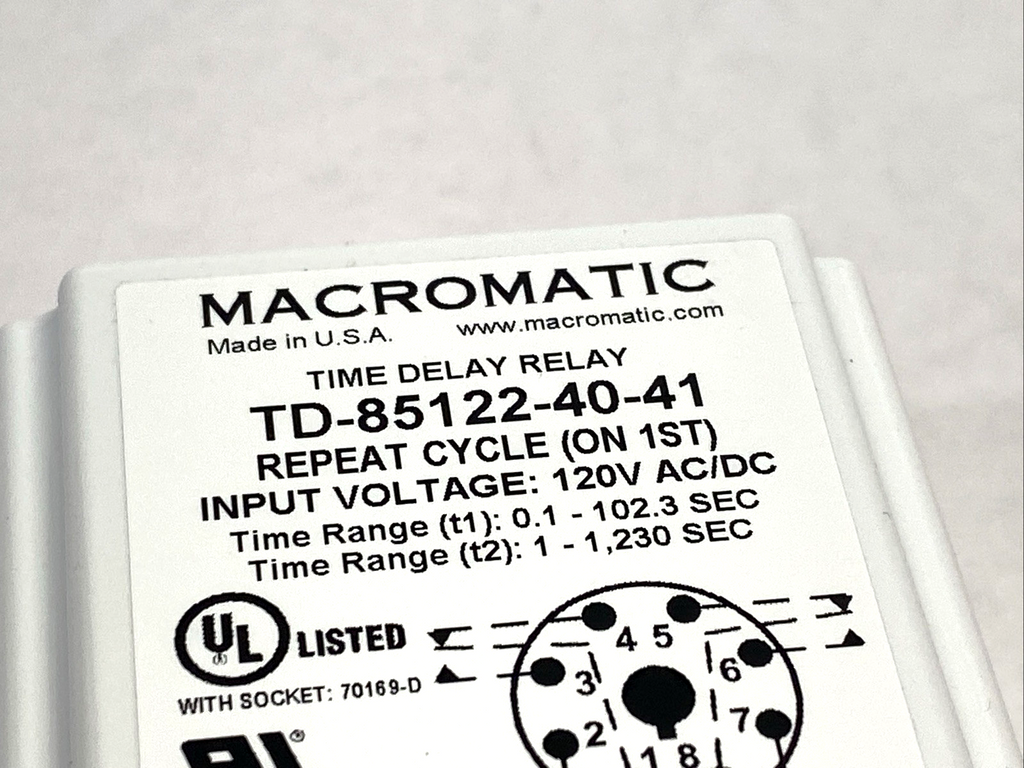 MACROMATIC
Made in U.S.A. www.macromatic.com
TIME DELAY RELAY
TD-85122-40-41
REPEAT CYCLE (ON 1ST)
INPUT VOLTAGE: 120V AC/DC
Time Range (t1): 0.1 - 102.3 SEC
Time Range (t2): 1 - 1,230 SEC
UL LISTED
WITH SOCKET: 70169-D
4 5
3 6
2 7
1 8